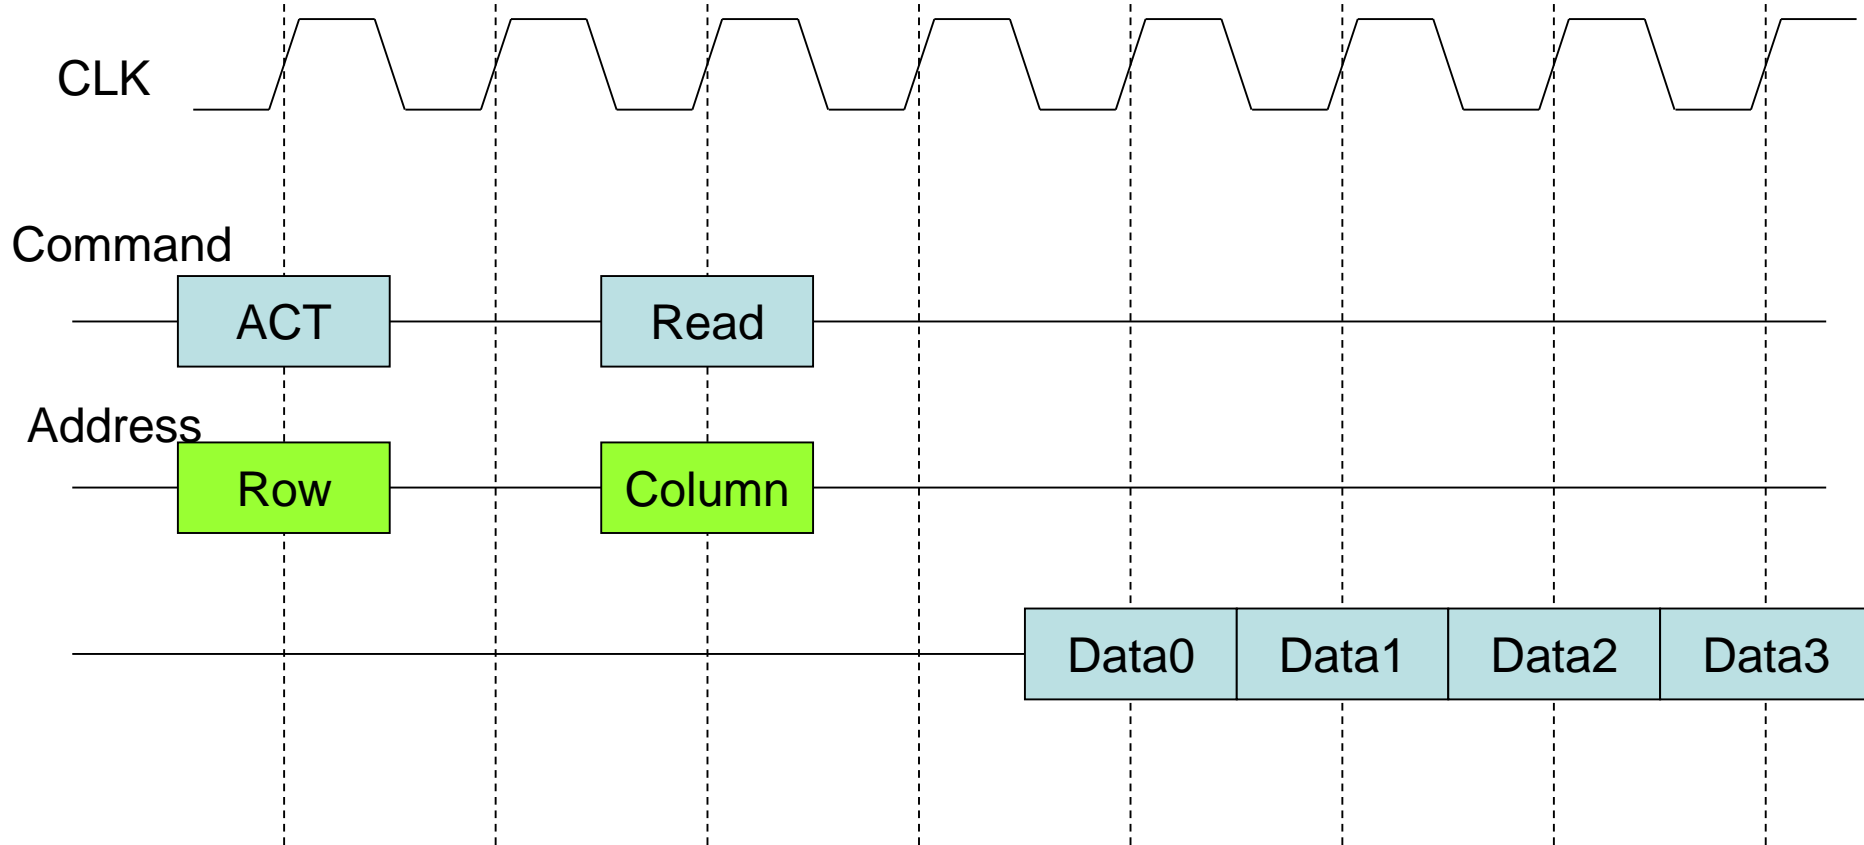 CLK
Command
ACT Read
Address
Row Column
Data0 Data1 Data2 Data3